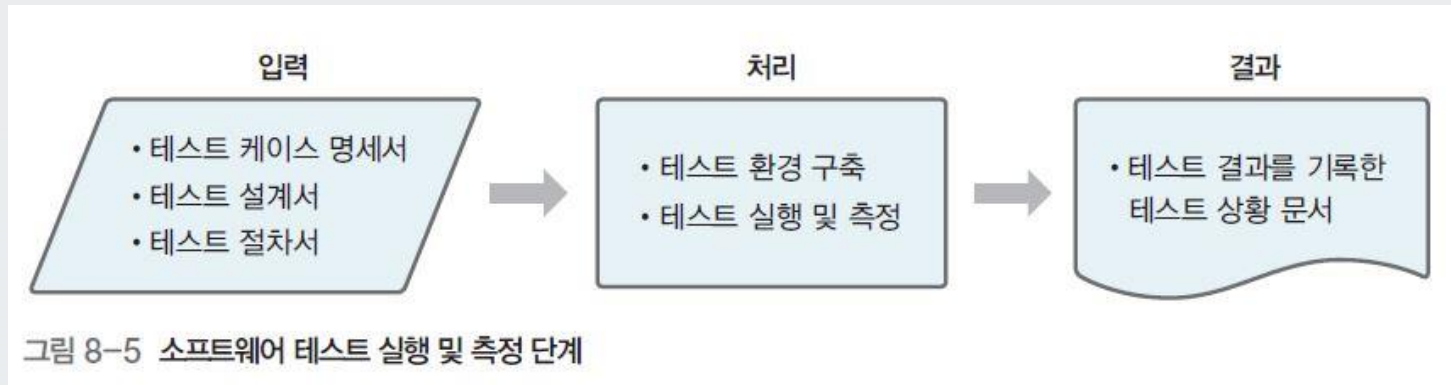 입력
• 테스트 케이스 명세서
• 테스트 설계서
• 테스트 절차서
처리
• 테스트 환경 구축
• 테스트 실행 및 측정
결과
• 테스트 결과를 기록한
테스트 상황 문서
그림 8-5 소프트웨어 테스트 실행 및 측정 단계